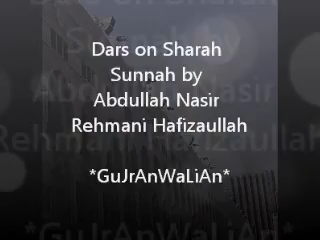 Dars on Sharah
Sunnah by
Abdullah Nasir
Rehmani Hafizaullah
*GuJrAnWaLiAn*